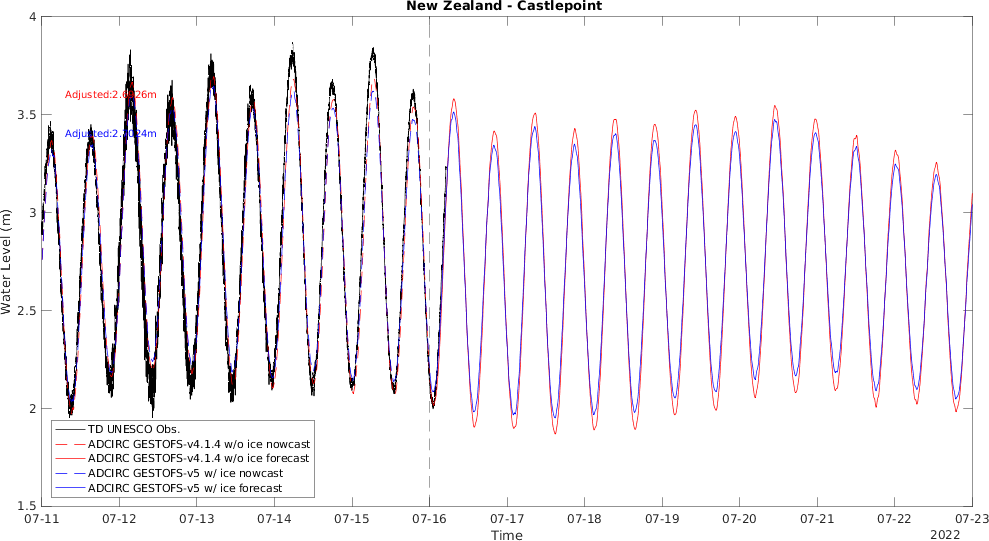 New Zealand - Castlepoint
4
3.5
3
2.5
2
1.5
Water Level (m)
TD UNESCO Obs.
ADCIRC GESTOFS-v4.1.4 w/o ice nowcast
ADCIRC GESTOFS-v4.1.4 w/o ice forecast
ADCIRC GESTOFS-v5 w/ ice nowcast
ADCIRC GESTOFS-v5 w/ ice forecast
07-11 07-12 07-13 07-14 07-15 07-16 07-17 07-18 07-19 07-20 07-21 07-22 07-23
Time
2022